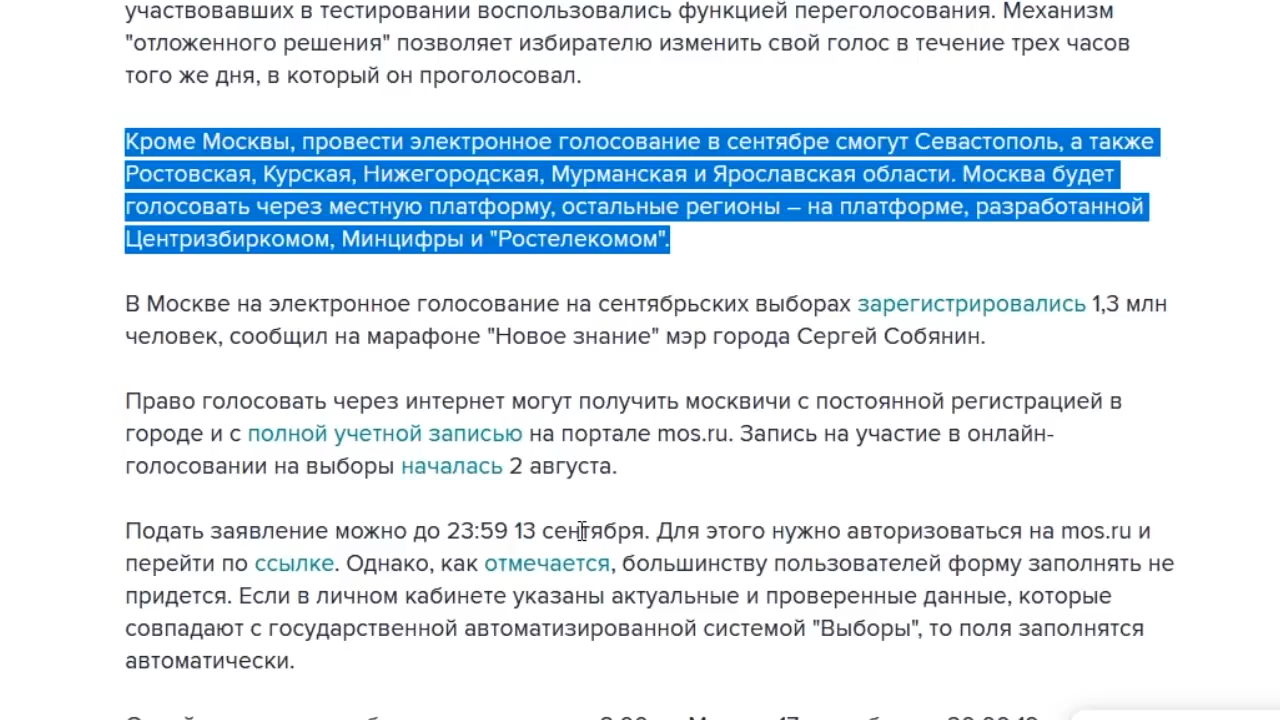 участвовавших в тестировании воспользовались функцией переголосования. Механизм
"отложенного решения" позволяет избирателю изменить свой голос в течение трех часов
того же дня, в который он проголосовал.
Кроме Москвы, провести электронное голосование в сентябре смогут Севастополь, а также
Ростовская, Курская, Нижегородская, Мурманская и Ярославская области. Москва будет
голосовать через местную платформу, остальные регионы – на платформе, разработанной
Центризбиркомом, Минцифры и "Ростелекомом".
В Москве на электронное голосование на сентябрьских выборах зарегистрировались 1,3 млн
человек, сообщил на марафоне "Новое знание" мэр города Сергей Собянин.
Право голосовать через интернет могут получить москвичи с постоянной регистрацией в
городе и с полной учетной записью на портале mos.ru. Запись на участие в онлайн-
голосовании на выборы началась 2 августа.
Подать заявление можно до 23:59 13 сентября. Для этого нужно авторизоваться на mos.ru и
перейти по ссылке. Однако, как отмечается, большинству пользователей форму заполнять не
придется. Если в личном кабинете указаны актуальные и проверенные данные, которые
совпадают с государственной автоматизированной системой "Выборы", то поля заполнятся
автоматически.